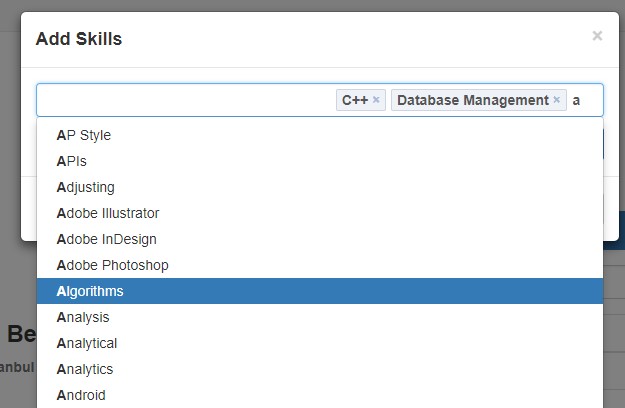 Add Skills ×
C++ × Database Management × a
AP Style
APIs
Adjusting
Adobe Illustrator
Adobe InDesign
Adobe Photoshop
Algorithms
Analysis
Analytical
Analytics
Android
Be
anbul